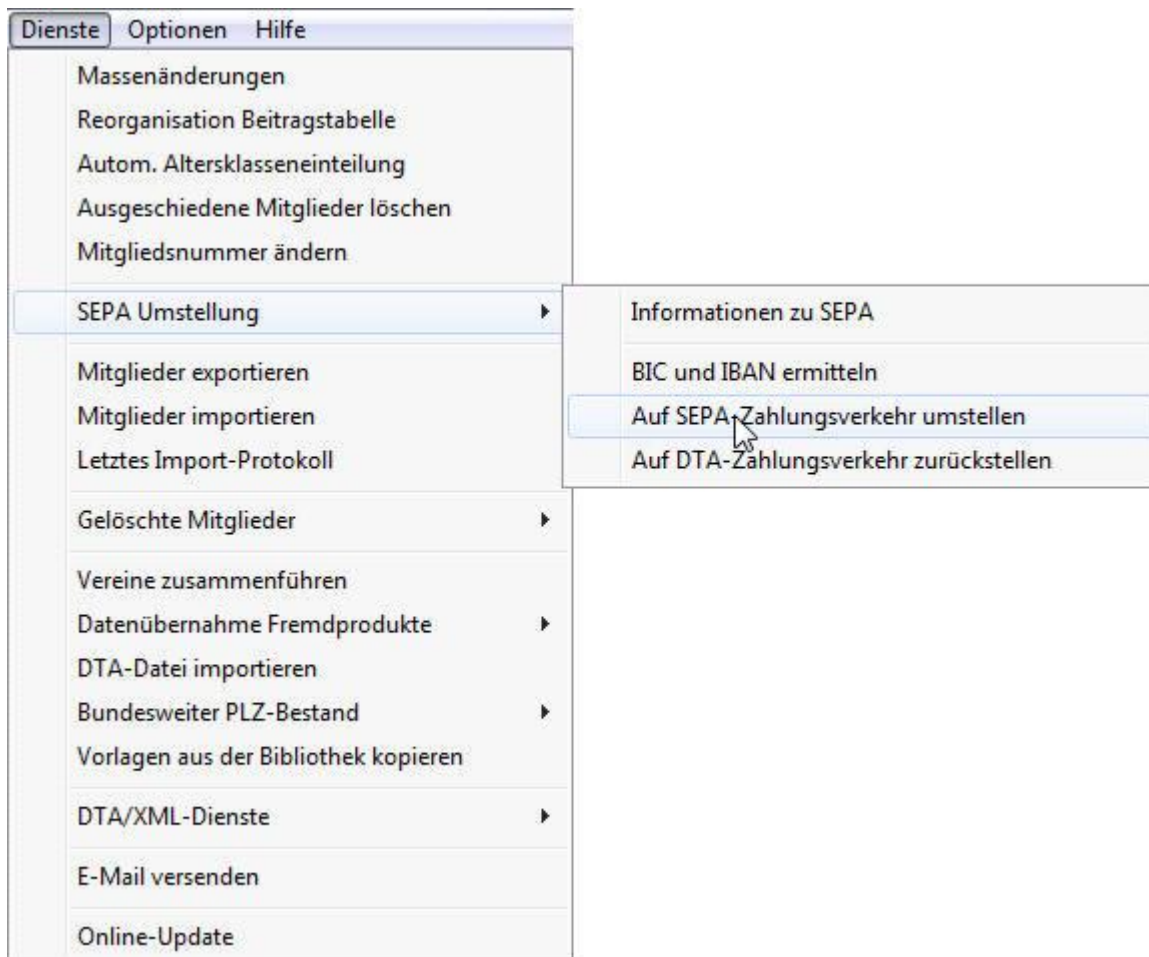 Dienste Optionen Hilfe
Massenänderungen
Reorganisation Beitragstabelle
Autom. Altersklasseneinteilung
Ausgeschiedene Mitglieder löschen
Mitgliedsnummer ändern
SEPA Umstellung
Informationen zu SEPA
BIC und IBAN ermitteln
Auf SEPA-Zahlungsverkehr umstellen
Auf DTA-Zahlungsverkehr zurückstellen
Mitglieder exportieren
Mitglieder importieren
Letztes Import-Protokoll
Gelöschte Mitglieder
Vereine zusammenführen
Datenübernahme Fremdprodukte
DTA-Datei importieren
Bundesweiter PLZ-Bestand
Vorlagen aus der Bibliothek kopieren
DTA/XML-Dienste
E-Mail versenden
Online-Update